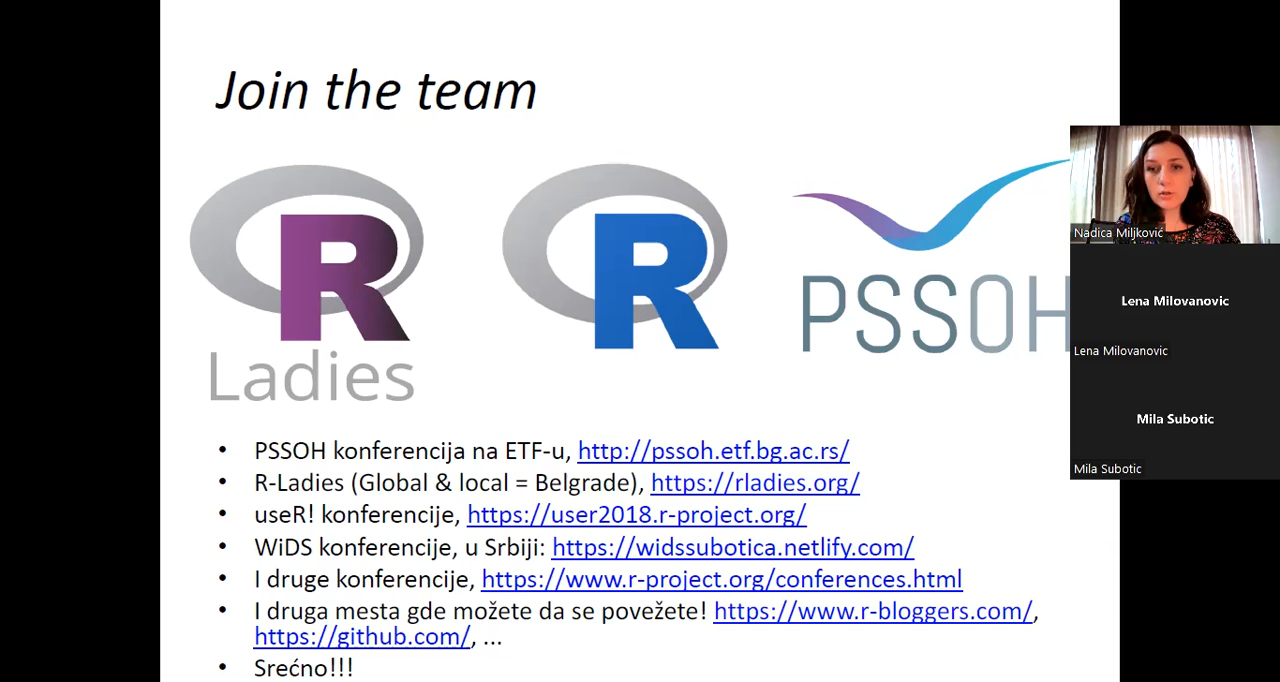 Join the team
R
Ladies
R
PSSOH
• PSSOH konferencija na ETF-u, http://pssoh.etf.bg.ac.rs/
• R-Ladies (Global & local = Belgrade), https://rladies.org/
• useR! konferencije, https://user2018.r-project.org/
• WiDS konferencije, u Srbiji: https://widssubotica.netlify.com/
• I druge konferencije, https://www.r-project.org/conferences.html
• I druga mesta gde možete da se povežete! https://www.r-bloggers.com/,
https://github.com/, ...
• Srećno!!!
Nadica Miljković
Lena Milovanovic
Lena Milovanovic
Mila Subotic
Mila Subotic